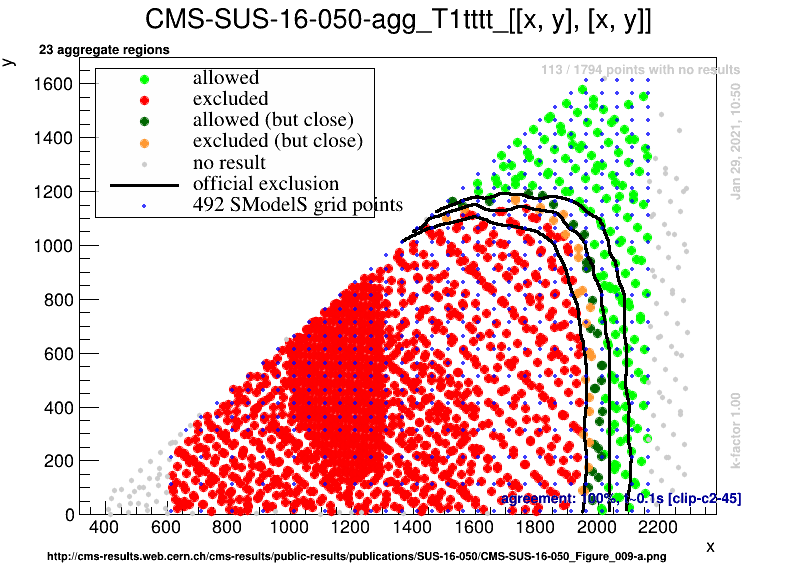 CMS-SUS-16-050-agg_T1tttt_[[x, y], [x, y]]
23 aggregate regions
y
113 / 1794 points with no results
allowed
excluded
allowed (but close)
excluded (but close)
no result
official exclusion
492 SModelS grid points
Jan 29, 2021, 10:50
k-factor 1.00
1600
1400
1200
1000
800
600
400
200
0
agreement: 100%, t~0.1s [clip-c2-45]
400 600 800 1000 1200 1400 1600 1800 2000 2200
x
http://cms-results.web.cern.ch/cms-results/public-results/publications/SUS-16-050/CMS-SUS-16-050_Figure_009-a.png